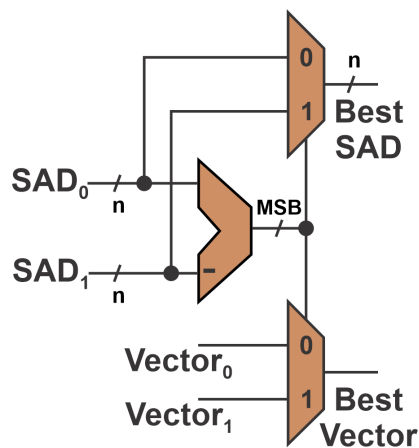 0
n
1
Best
SAD
SAD₀
n
MSB
SAD₁
n
-
Vector₀
0
Vector₁
1
Best
Vector